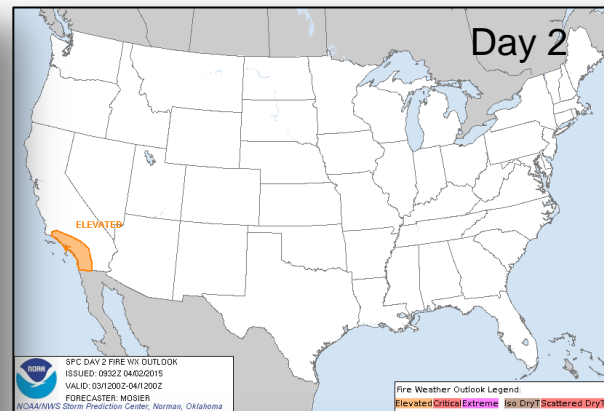 Day 2
ELEVATED
NOAA
SPC DAY 2 FIRE WX OUTLOOK
ISSUED: 0932Z 04/02/2015
VALID: 03/1200Z-04/1200Z
FORECASTER: MOSIER
NOAA/NWS Storm Prediction Center, Norman, Oklahoma
Fire Weather Outlook Legend:
Elevated Critical Extreme Iso DryT Scattered DryT